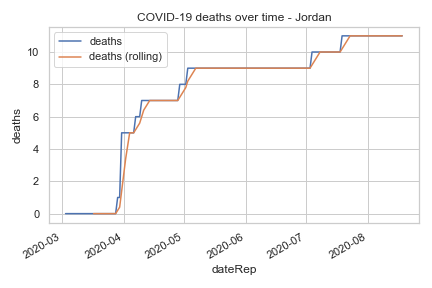 COVID-19 deaths over time - Jordan
deaths
deaths (rolling)
deaths
10
8
6
4
2
0
2020-03
2020-04
2020-05
2020-06
2020-07
2020-08
dateRep